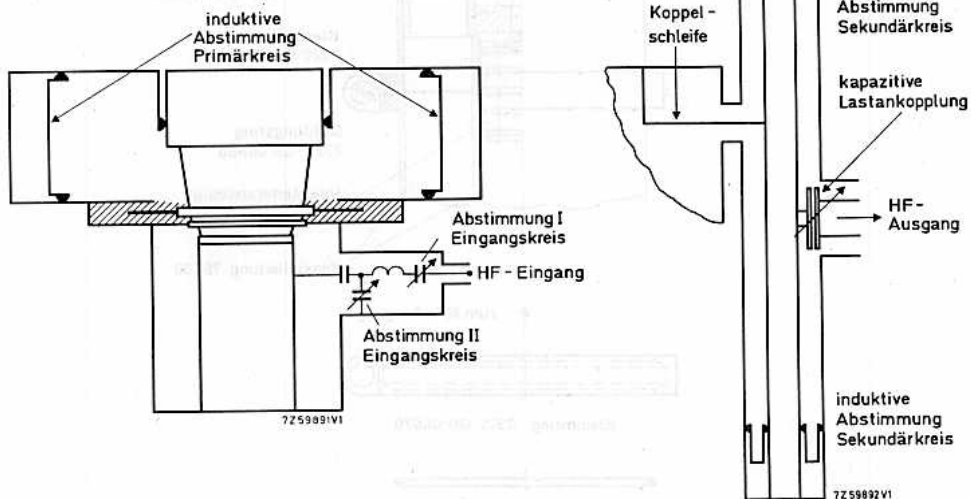 induktive
Abstimmung
Primärkreis
Abstimmung I
Eingangskreis
HF-Eingang
Abstimmung II
Eingangskreis
7Z59891V1
Koppel-
schleife
Abstimmung
Sekundärkreis
kapazitive
Lastankopplung
HF-
Ausgang
induktive
Abstimmung
Sekundärkreis
7Z59892V1